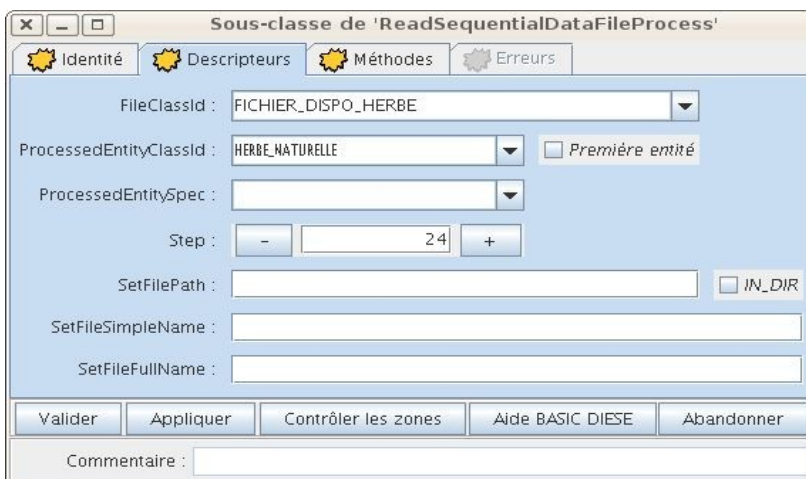 Sous-classe de 'ReadSequentialDataFileProcess'
Identité Descripteurs Méthodes Erreurs
FileClassId : FICHIER_DISPO_HERBE
ProcessedEntityClassId : HERBE_NATURELLE Première entité
ProcessedEntitySpec :
Step : - 24 +
SetFilePath : IN_DIR
SetFileSimpleName :
SetFileFullName :
Valider Appliquer Contrôler les zones Aide BASIC DIESE Abandonner
Commentaire :